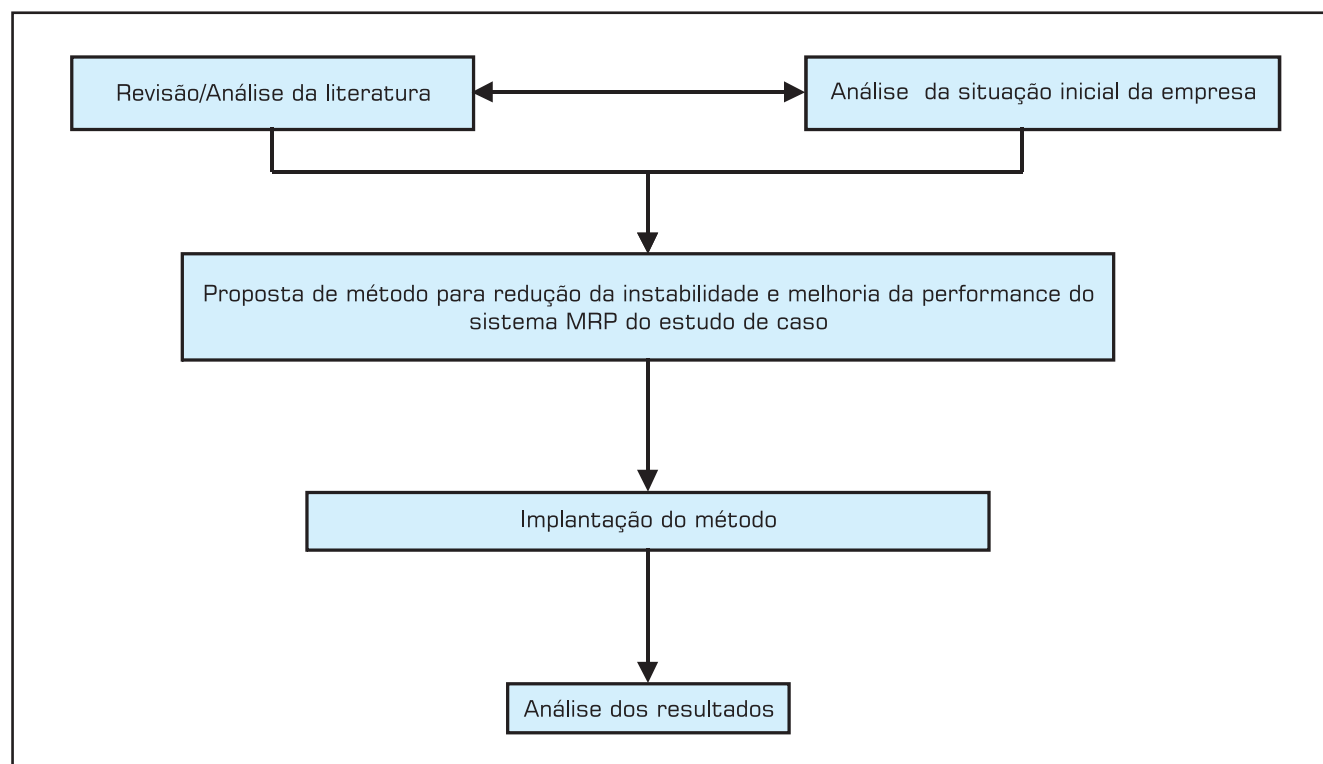 Revisão/Análise da literatura
Análise da situação inicial da empresa
Proposta de método para redução da instabilidade e melhoria da performance do
sistema MRP do estudo de caso
Implantação do método
Análise dos resultados